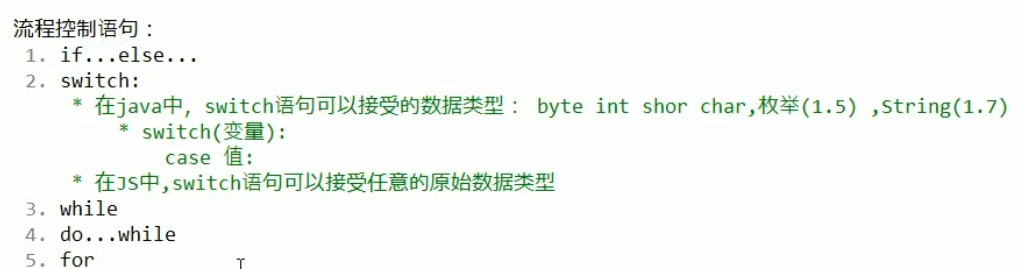 流程控制语句：
1. if...else...
2. switch:
* 在java中, switch语句可以接受的数据类型： byte int shor char,枚举(1.5) ,String(1.7)
* switch(变量):
case 值:
* 在JS中,switch语句可以接受任意的原始数据类型
3. while
4. do...while
5. for